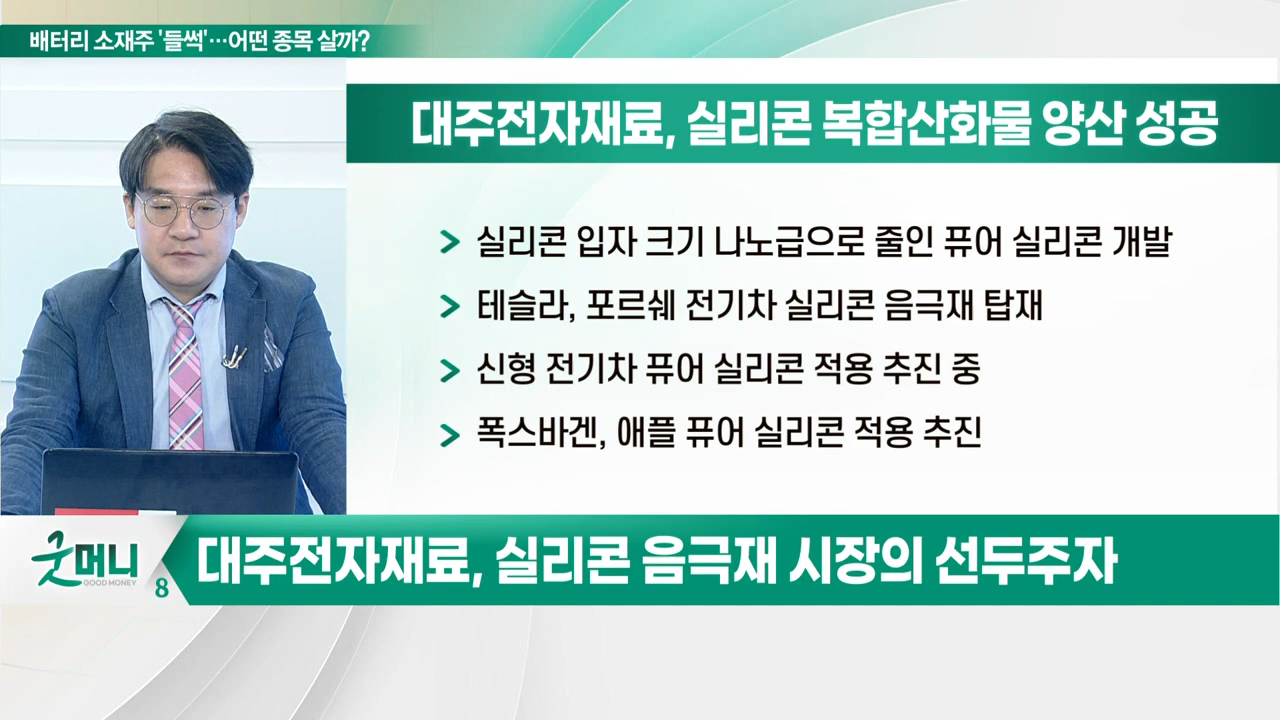 배터리 소재주 '들썩'…어떤 종목 살까?
대주전자재료, 실리콘 복합산화물 양산 성공
> 실리콘 입자 크기 나노급으로 줄인 퓨어 실리콘 개발
> 테슬라, 포르쉐 전기차 실리콘 음극재 탑재
> 신형 전기차 퓨어 실리콘 적용 추진 중
> 폭스바겐, 애플 퓨어 실리콘 적용 추진
굿머니
GOOD MONEY
8
대주전자재료, 실리콘 음극재 시장의 선두주자